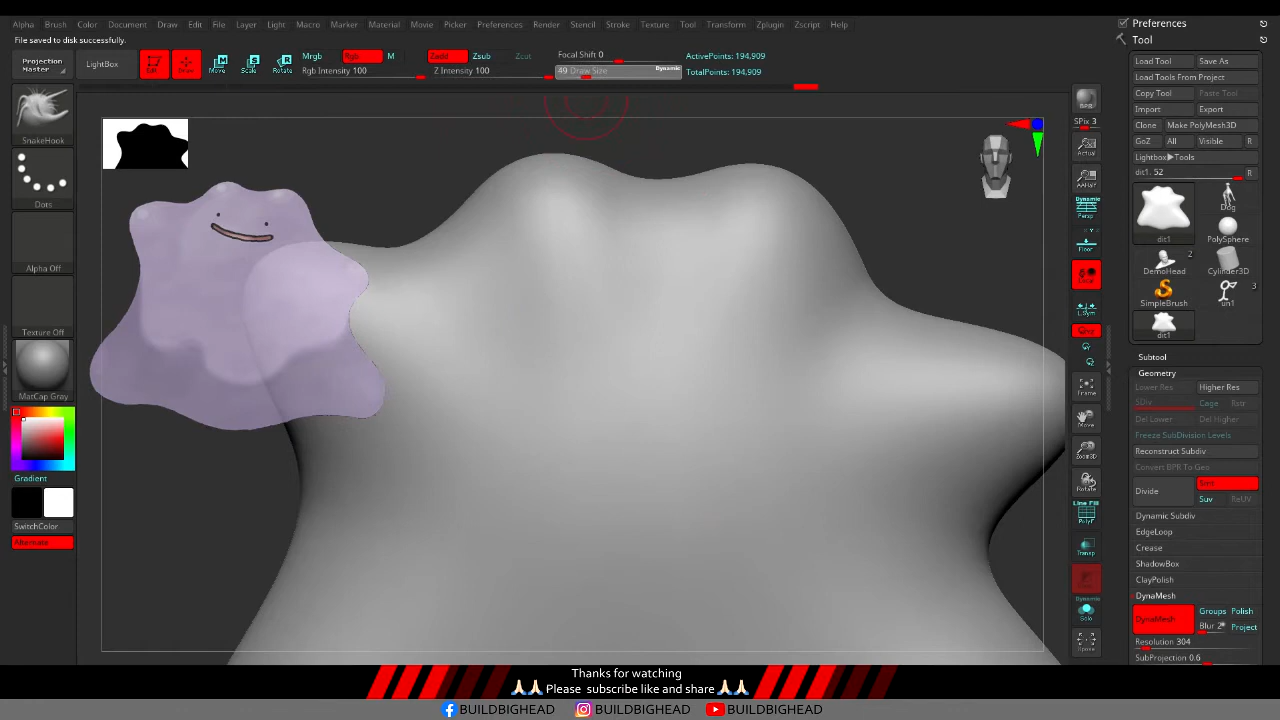 Alpha Brush Color Document Draw Edit File Layer Light Macro Marker Material Movie Picker Preferences Render Stencil Stroke Texture Tool Transform Zplugin Zscript Help
File saved to disk successfully.
Projection Master
LightBox
Edit
Draw
Move
Scale
Rotate
Mrgb Rgb M
Rgb Intensity 100
Zadd Zsub Zcut
Z Intensity 100
Focal Shift 0
49 Draw Size Dynamic
ActivePoints: 194,909
TotalPoints: 194,909
SnakeHook
Dots
Alpha Off
Texture Off
MatCap Gray
Gradient
SwitchColor
Alternate
BPR
SPix 3
Actual
AAHalf
Dynamic
Persp
Floor
Local
L.Sym
Frame
Move
Zoom3D
Rotate
Line Fill
PolyF
Transp
Dynamic
Solo
Xpose
Preferences
Tool
Load Tool Save As
Load Tools From Project
Copy Tool Paste Tool
Import Export
Clone Make PolyMesh3D
GoZ All Visible R
Lightbox▶Tools
dit1. 52 R
dit1
Dog
PolySphere
2
DemoHead
Cylinder3D
SimpleBrush
3
un1
dit1
Subtool
Geometry
Lower Res Higher Res
SDiv Cage Rstr
Del Lower Del Higher
Freeze SubDivision Levels
Reconstruct Subdiv
Convert BPR To Geo
Divide
Smt
Suv ReUV
Dynamic Subdiv
EdgeLoop
Crease
ShadowBox
ClayPolish
DynaMesh
DynaMesh
Groups Polish
Blur 2 Project
Resolution 304
SubProjection 0.6
Thanks for watching
🙏🏻🙏🏻 Please subscribe like and share 🙏🏻🙏🏻
BUILDBIGHEAD BUILDBIGHEAD BUILDBIGHEAD